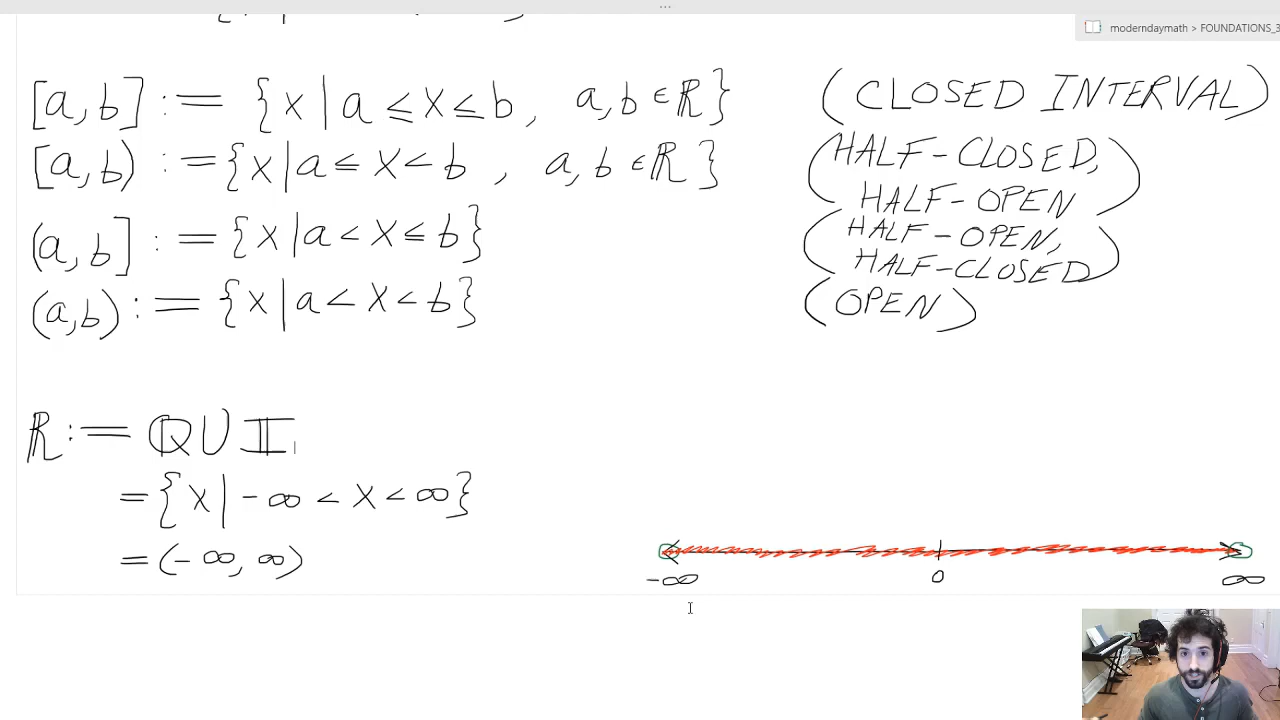 moderndaymath > FOUNDATIONS_3
[a,b] := {x | a ≤ x ≤ b, a,b ∈ ℝ} (CLOSED INTERVAL)
[a,b) := {x | a ≤ x < b, a,b ∈ ℝ} (HALF-CLOSED,
HALF-OPEN)
(a,b] := {x | a < x ≤ b} (HALF-OPEN,
HALF-CLOSED)
(a,b) := {x | a < x < b} (OPEN)
ℝ := ℚ ∪ 𝕀
= {x | -∞ < x < ∞}
= (-∞, ∞)
-∞ 0 ∞